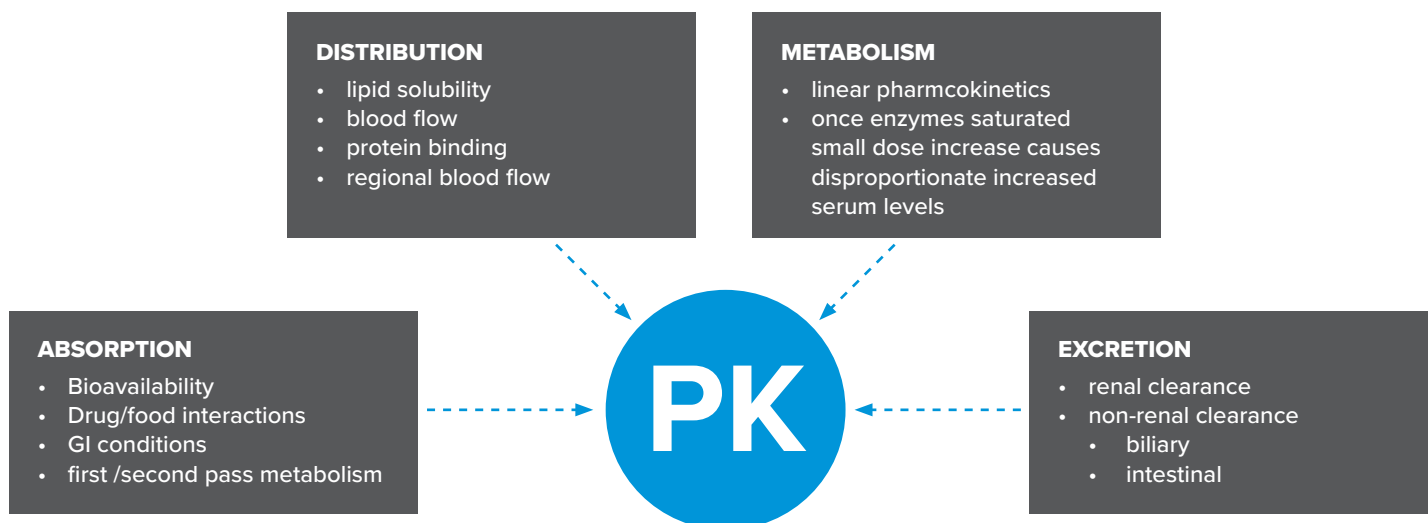 DISTRIBUTION
• lipid solubility
• blood flow
• protein binding
• regional blood flow
METABOLISM
• linear pharmcokinetics
• once enzymes saturated
small dose increase causes
disproportionate increased
serum levels
ABSORPTION
• Bioavailability
• Drug/food interactions
• GI conditions
• first /second pass metabolism
PK
EXCRETION
• renal clearance
• non-renal clearance
• biliary
• intestinal